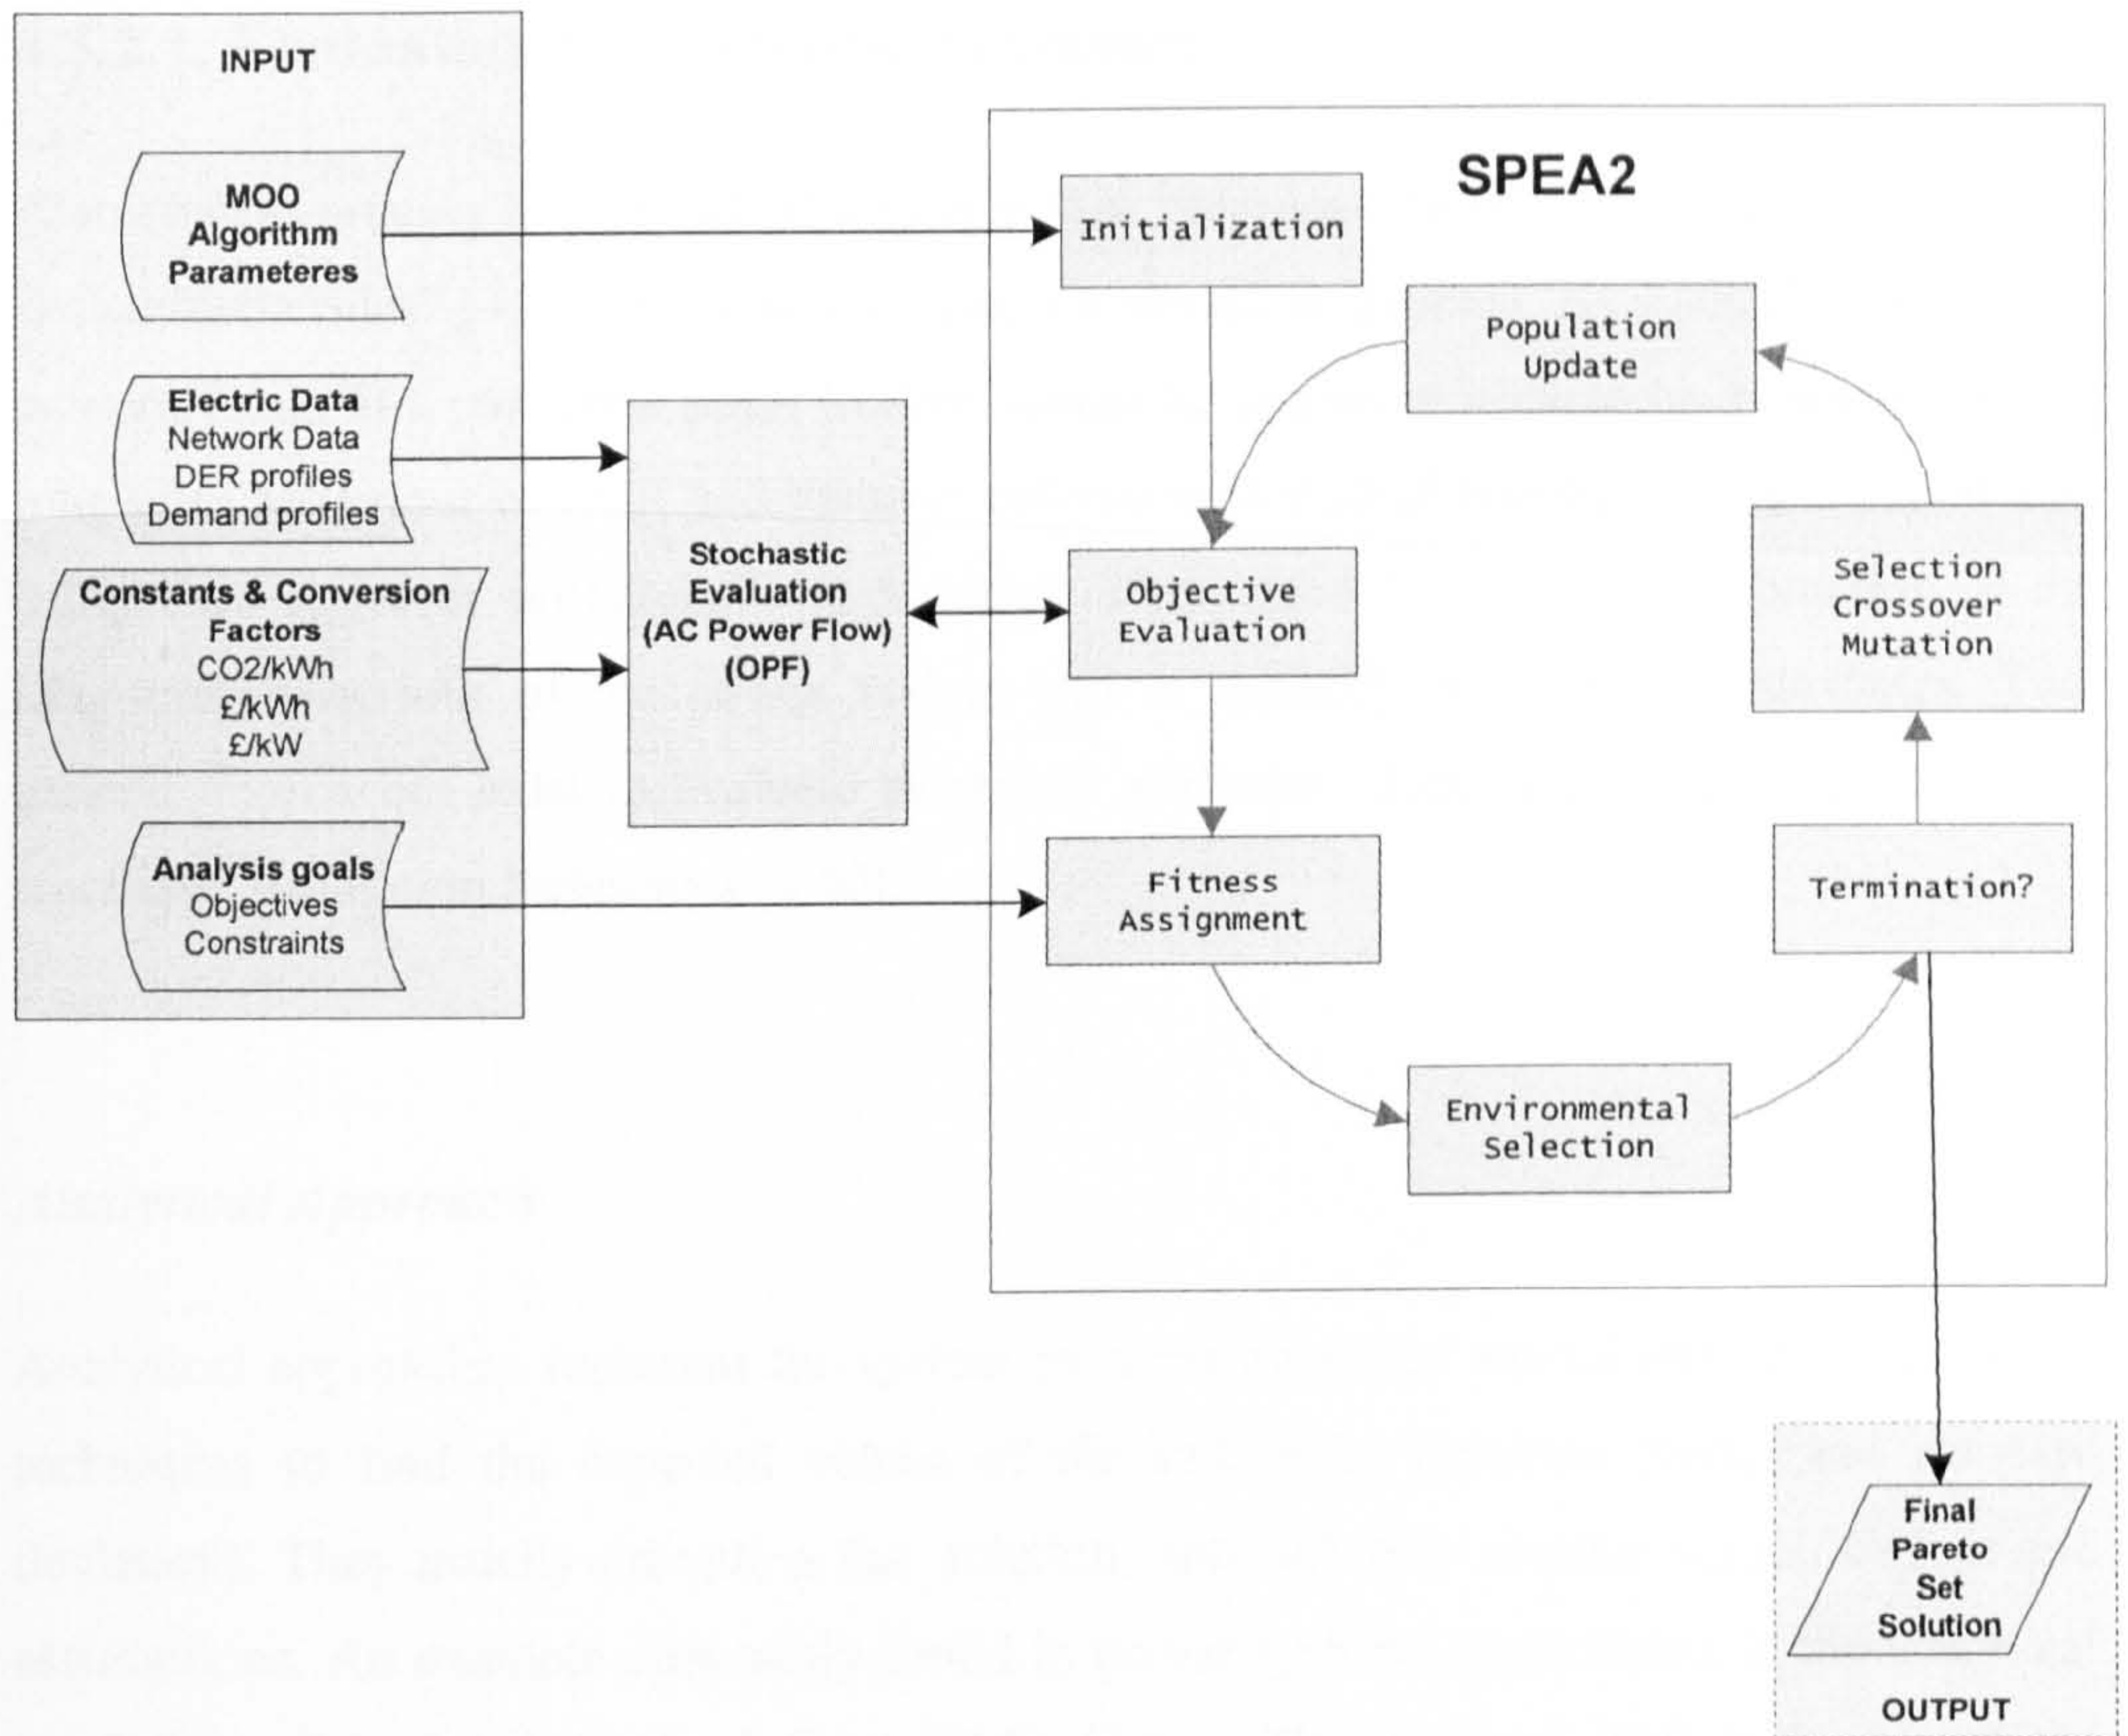 INPUT
MOO
Algorithm
Parameteres
Electric Data
Network Data
DER profiles
Demand profiles
Constants & Conversion
Factors
CO2/kWh
£/kWh
£/kW
Analysis goals
Objectives
Constraints
Stochastic
Evaluation
(AC Power Flow)
(OPF)
SPEA2
Initialization
Population
Update
Objective
Evaluation
Selection
Crossover
Mutation
Fitness
Assignment
Termination?
Environmental
Selection
Final
Pareto
Set
Solution
OUTPUT